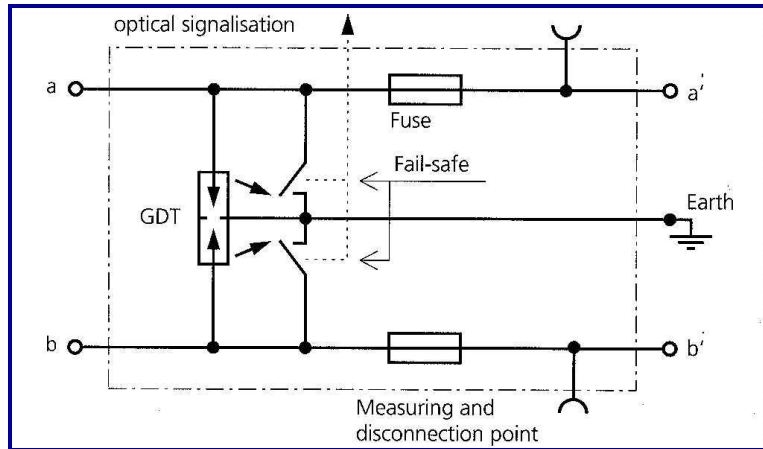 optical signalisation
a
a'
Fuse
Fail-safe
GDT
Earth
b
b'
Measuring and
disconnection point